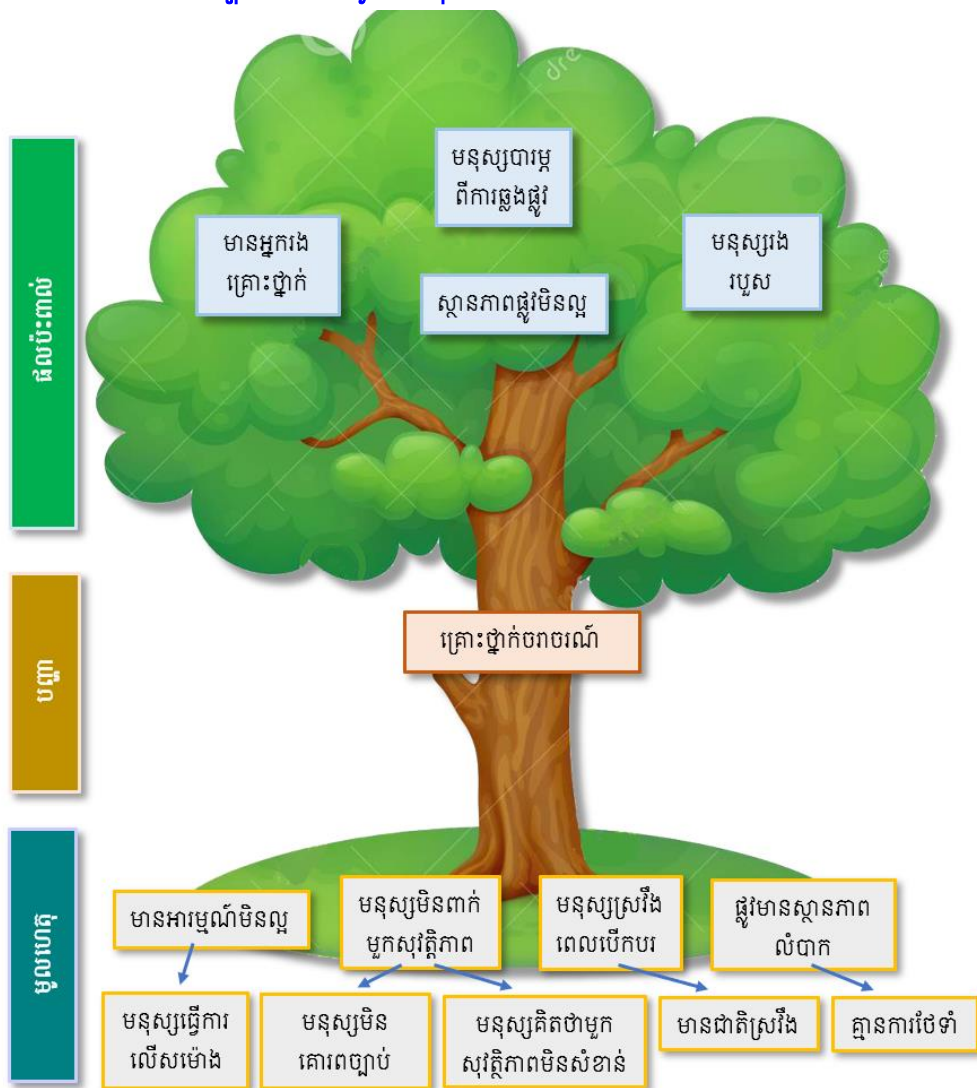 ផលប៉ះពាល់
មនុស្សបារម្ភ
ពីការឆ្លងផ្លូវ
មានអ្នករង
គ្រោះថ្នាក់
មនុស្សរង
របួស
ស្ថានភាពផ្លូវមិនល្អ
បញ្ហា
គ្រោះថ្នាក់ចរាចរណ៍
មូលហេតុ
មានអារម្មណ៍មិនល្អ
មនុស្សមិនពាក់
មួកសុវត្តិភាព
មនុស្សស្រវឹង
ពេលបើកបរ
ផ្លូវមានស្ថានភាព
លំបាក
មនុស្សធ្វើការ
លើសម៉ោង
មនុស្សមិន
គោរពច្បាប់
មនុស្សគិតថាមួក
សុវត្ថិភាពមិនសំខាន់
មានជាតិស្រវឹង
គ្មានការថែទាំ
dre